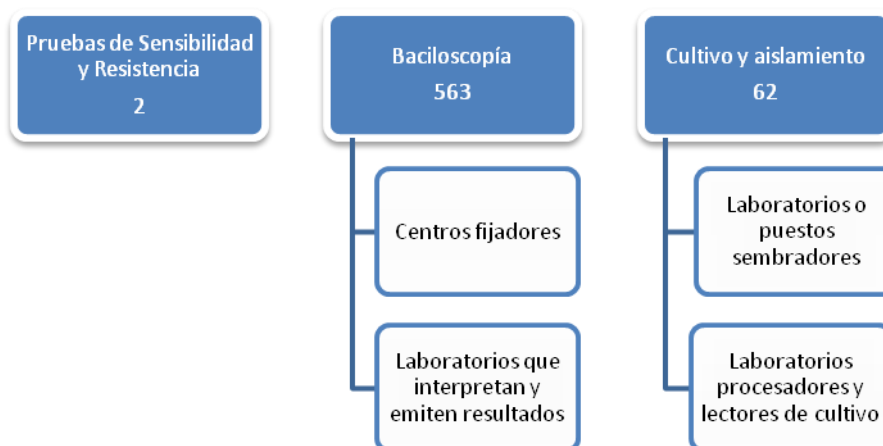 Pruebas de Sensibilidad
y Resistencia
2
Baciloscopía
563
Centros fijadores
Laboratorios que
interpretan y
emiten resultados
Cultivo y aislamiento
62
Laboratorios o
puestos
sembradores
Laboratorios
procesadores y
lectores de cultivo